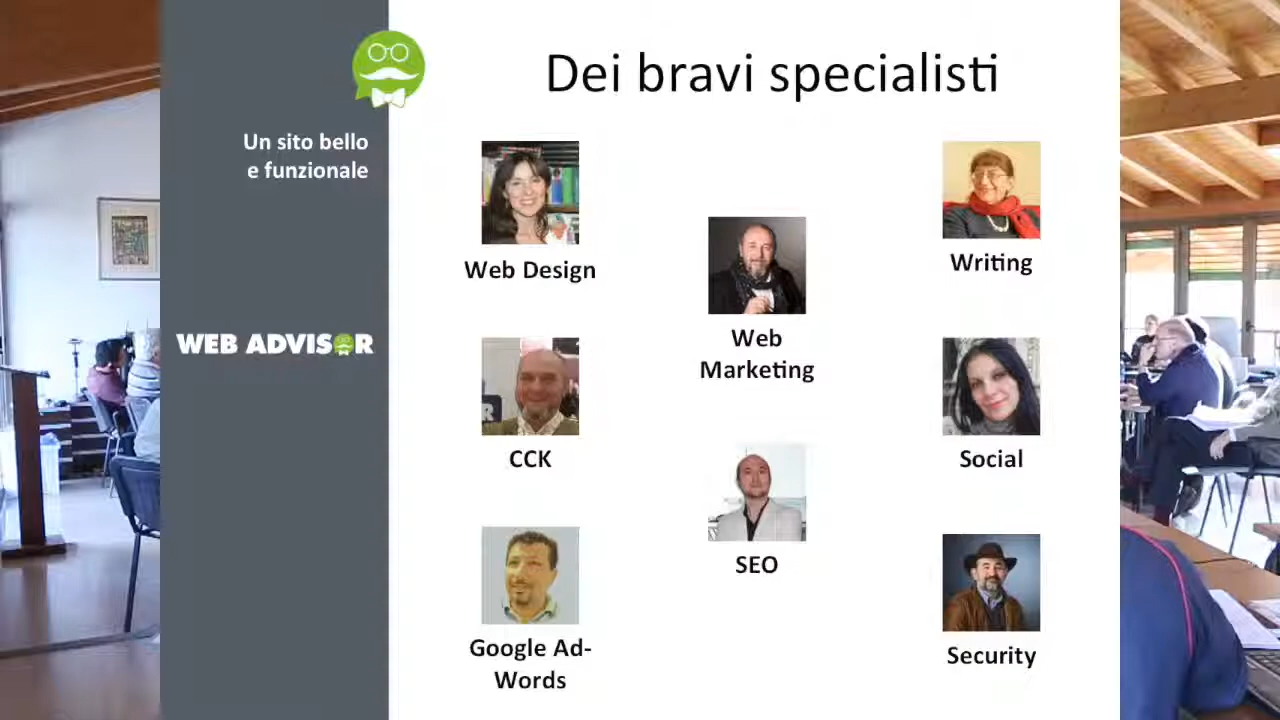 Dei bravi specialisti
Un sito bello
e funzionale
WEB ADVISOR
Web Design
Writing
Web
Marketing
CCK
Social
SEO
Google Ad-
Words
Security